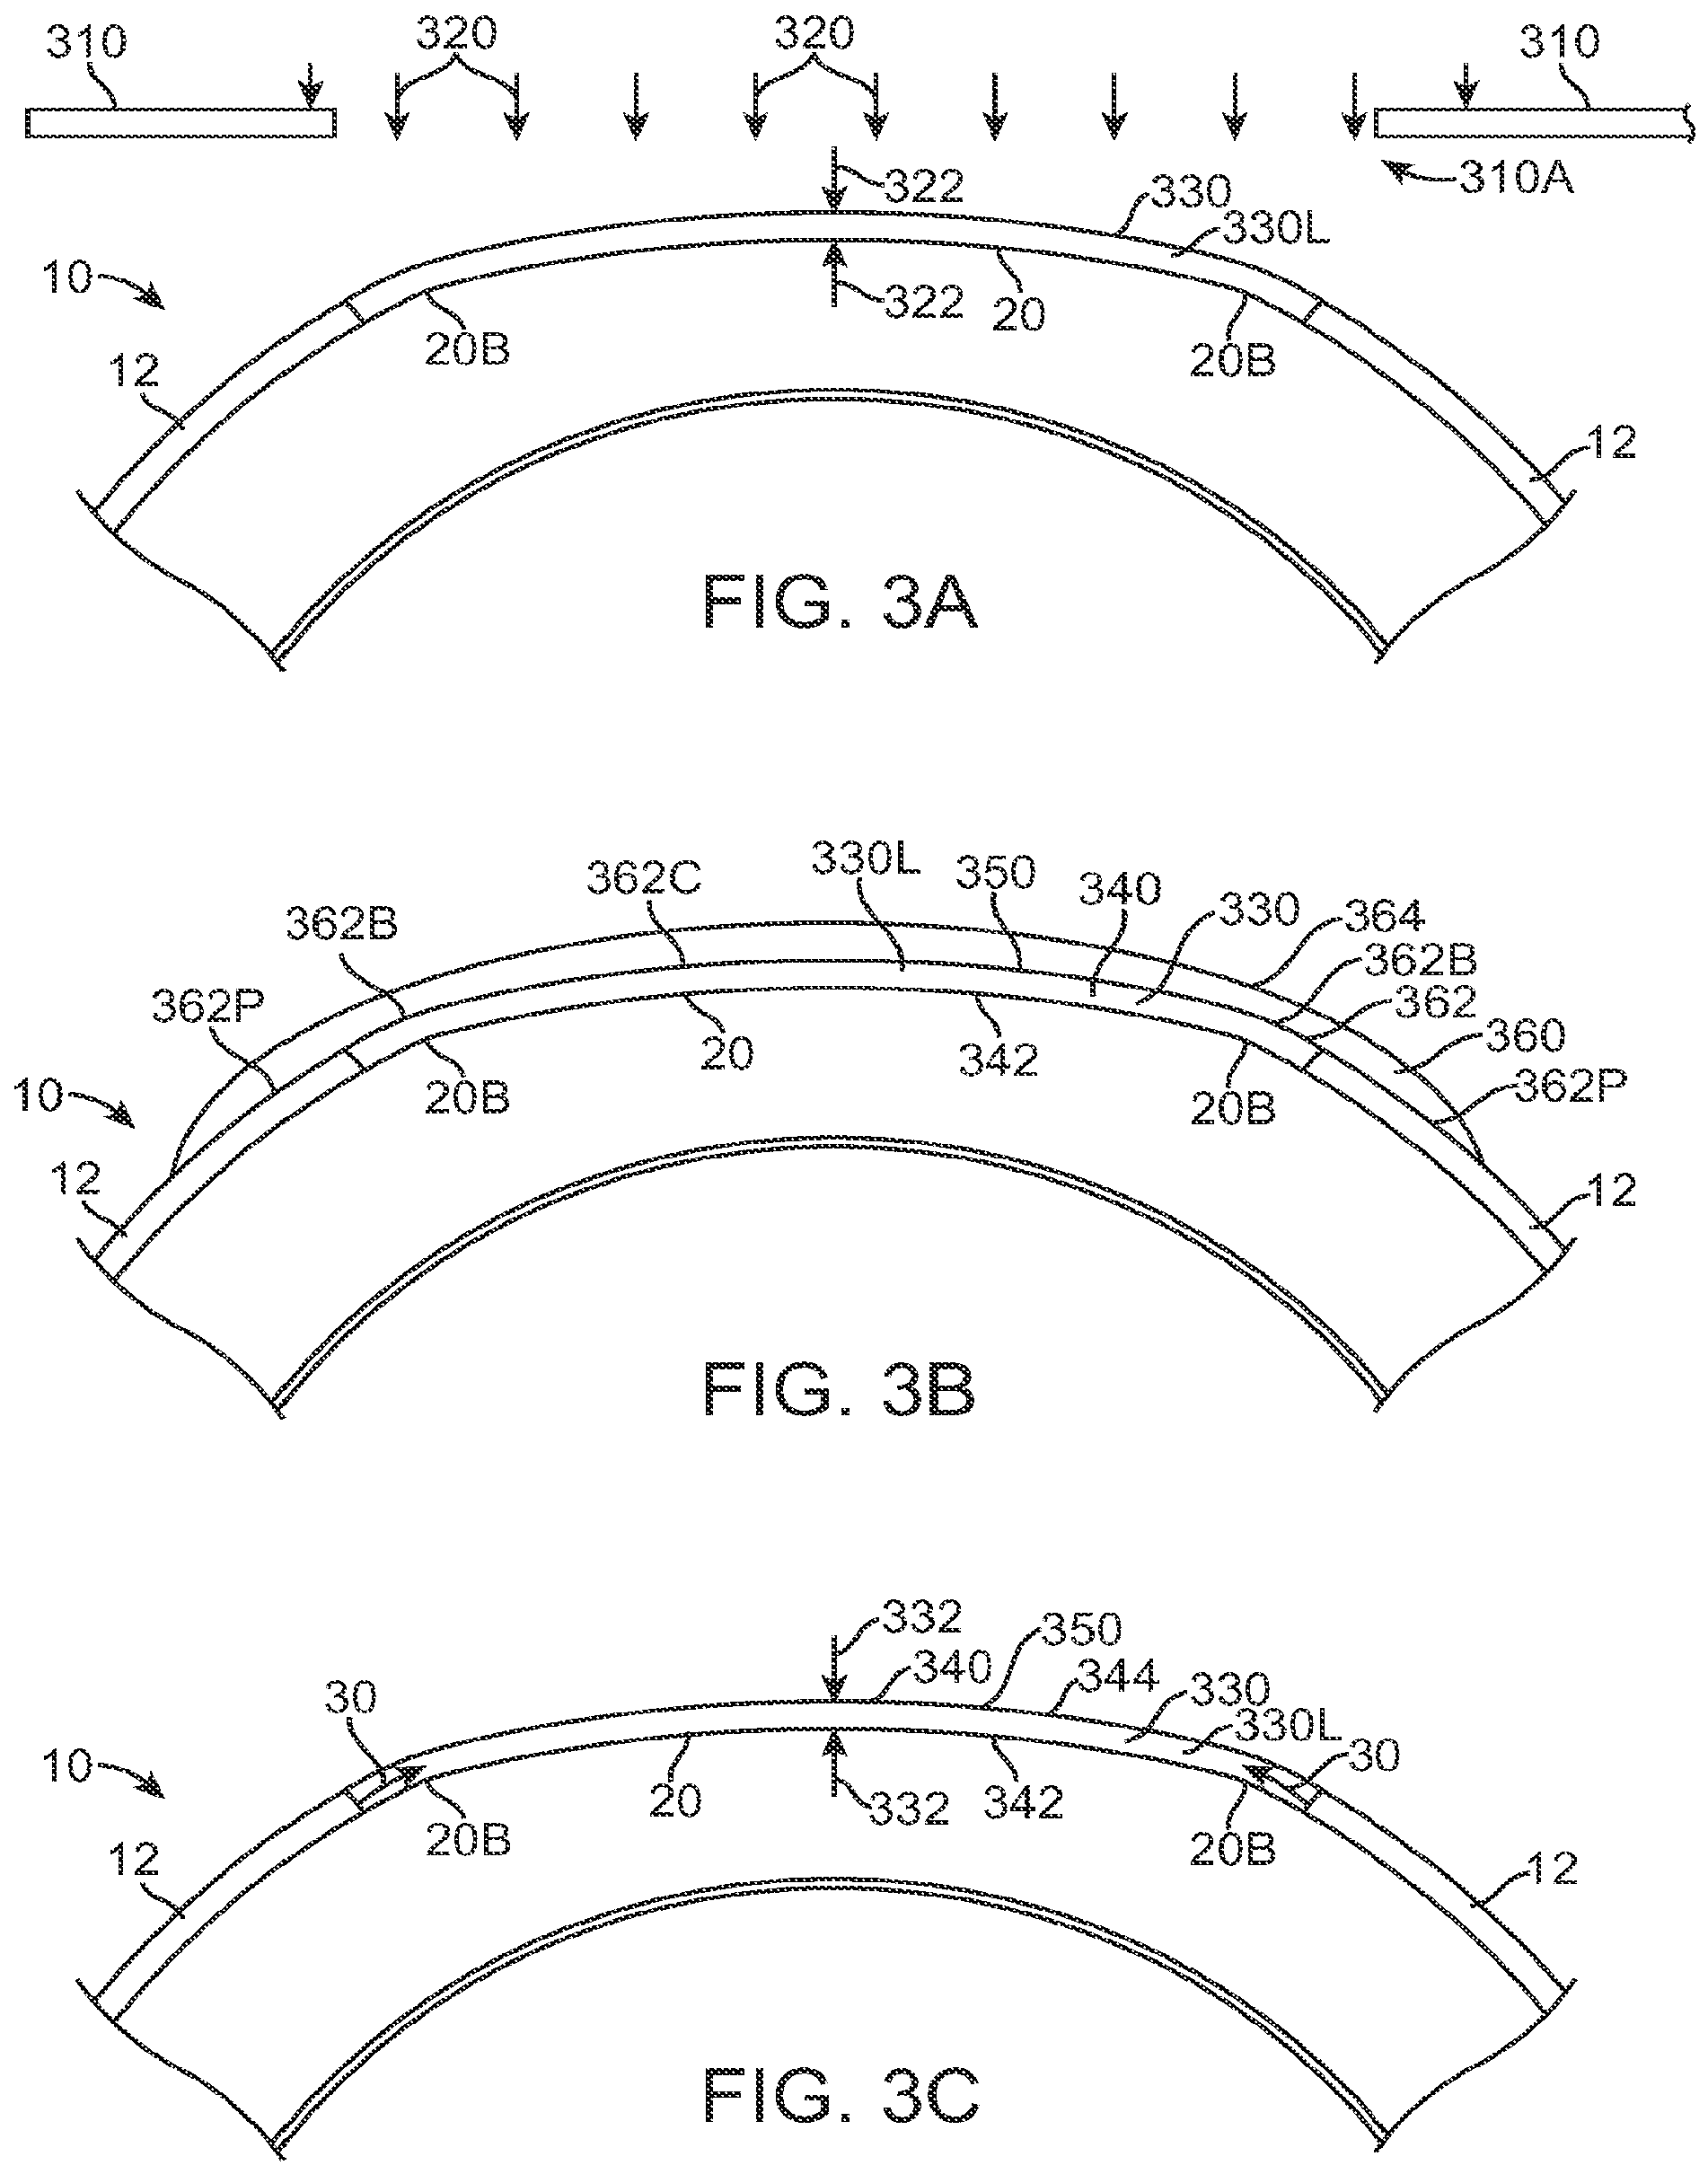 310 320 320 310
310A
322 330
330L
10
322 20
20B 20B
12
12
FIG. 3A
330L 350
362C 340
362B 330 364
362B
362P 362
20 342 360
10 20B 20B 362P
12 12
FIG. 3B
332 350
340 344
30 330
330L
10 30
20 332 342
20B 20B
12 12
FIG. 3C